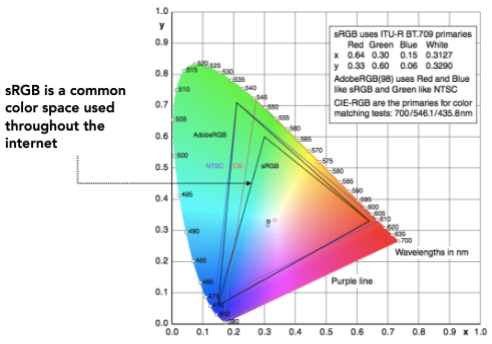 sRGB is a common
color space used
throughout the
internet
sRGB uses ITU-R BT.709 primaries
Red Green Blue White
x 0.64 0.30 0.15 0.3127
y 0.33 0.60 0.06 0.3290
AdobeRGB(98) uses Red and Blue
like sRGB and Green like NTSC
CIE-RGB are the primaries for color
matching tests: 700/546.1/435.8nm
y
1.0
0.9
0.8
0.7
0.6
0.5
0.4
0.3
0.2
0.1
0.0
515
520
525
530
535
510
540
545
505
550
555
560
AdobeRGB
565
570
500
NTSC
CIE
sRGB
575
580
585
495
590
595
600
605
610
620
635
700
Wavelengths in nm
485
Purple line
0.0 0.1 0.2 0.3 0.4 0.5 0.6 0.7 0.8 0.9 x 1.0